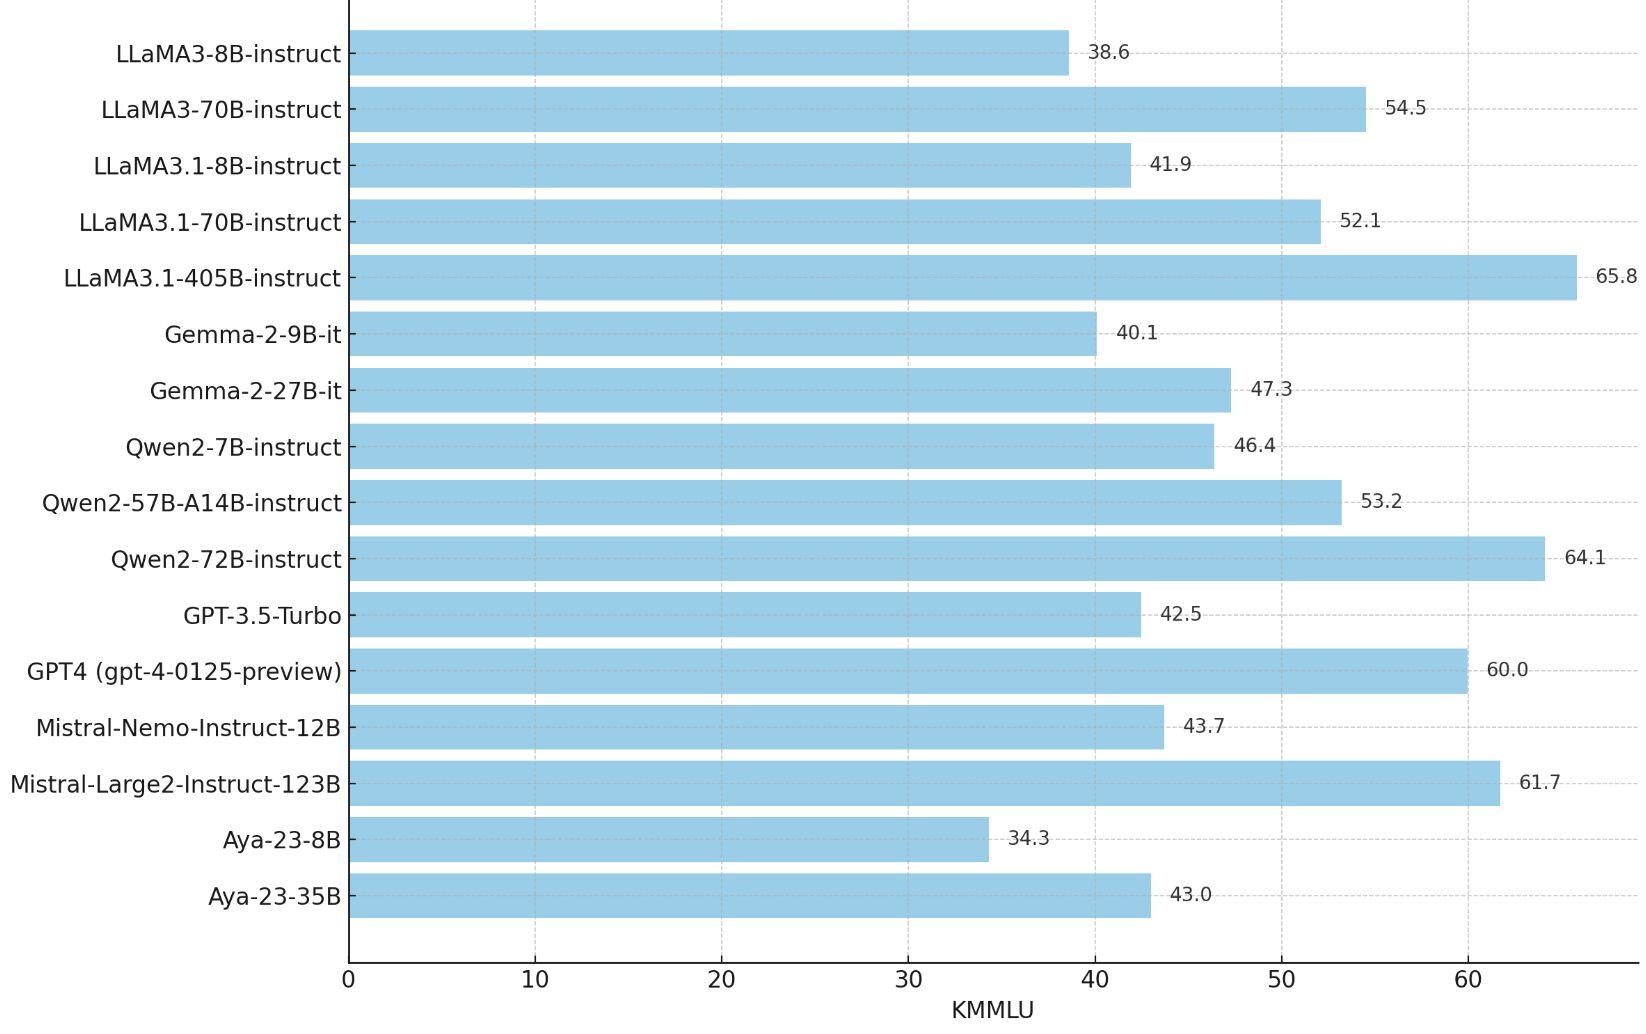 LLaMA3-8B-instruct 38.6
LLaMA3-70B-instruct 54.5
LLaMA3.1-8B-instruct 41.9
LLaMA3.1-70B-instruct 52.1
LLaMA3.1-405B-instruct 65.8
Gemma-2-9B-it 40.1
Gemma-2-27B-it 47.3
Qwen2-7B-instruct 46.4
Qwen2-57B-A14B-instruct 53.2
Qwen2-72B-instruct 64.1
GPT-3.5-Turbo 42.5
GPT4 (gpt-4-0125-preview) 60.0
Mistral-Nemo-Instruct-12B 43.7
Mistral-Large2-Instruct-123B 61.7
Aya-23-8B 34.3
Aya-23-35B 43.0
0 10 20 30 40 50 60
KMMLU